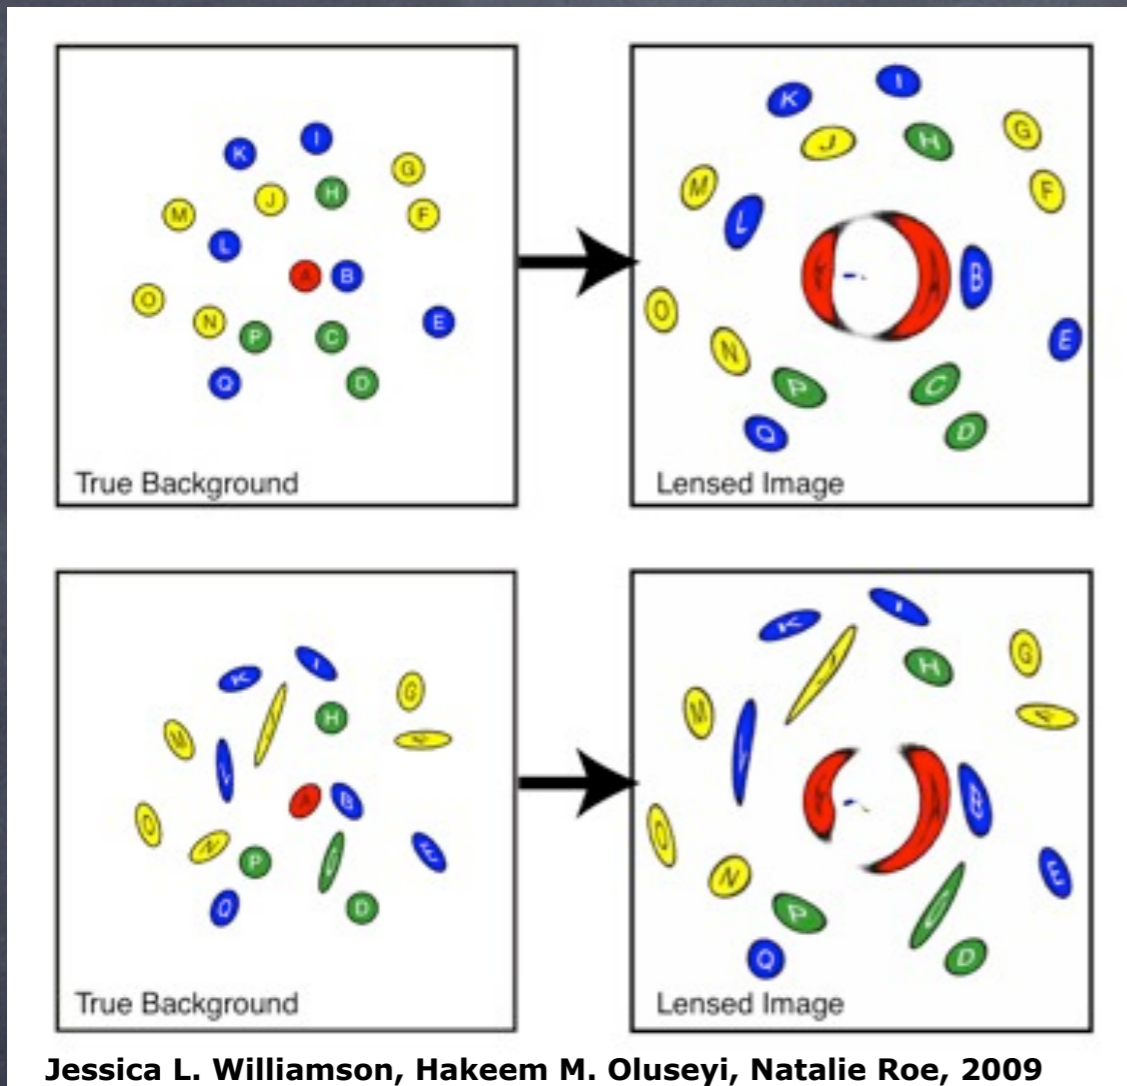 K I G
J H
M F
L
A B
O
N P C E
Q D
True Background
K I
J H G
M F
L
B
O
N E
P C
Q D
Lensed Image
K I
G
M H
B
O
N P E
Q D
True Background
K I
H G
M
O
N E
P
Q D
Lensed Image
Jessica L. Williamson, Hakeem M. Oluseyi, Natalie Roe, 2009